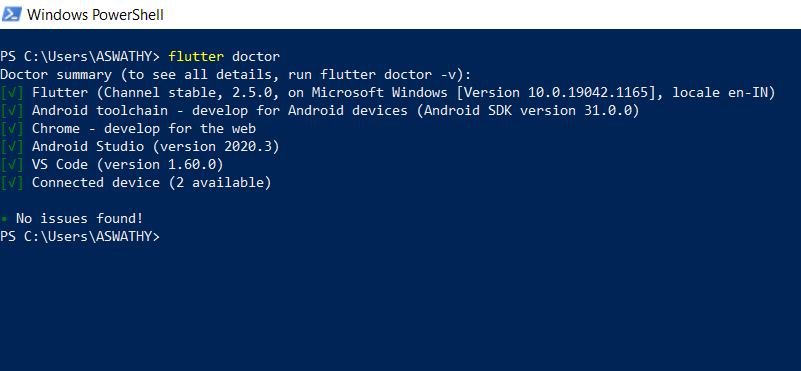 Windows PowerShell
PS C:\Users\ASWATHY> flutter doctor
Doctor summary (to see all details, run flutter doctor -v):
[√] Flutter (Channel stable, 2.5.0, on Microsoft Windows [Version 10.0.19042.1165], locale en-IN)
[√] Android toolchain - develop for Android devices (Android SDK version 31.0.0)
[√] Chrome - develop for the web
[√] Android Studio (version 2020.3)
[√] VS Code (version 1.60.0)
[√] Connected device (2 available)
• No issues found!
PS C:\Users\ASWATHY>